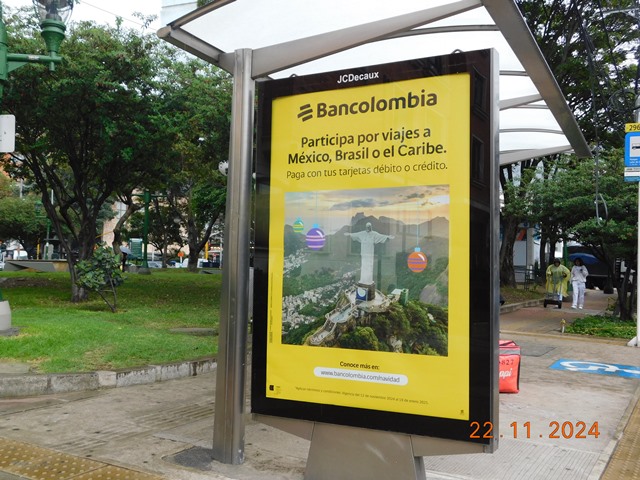 JCDecaux
Bancolombia
Participa por viajes a
México, Brasil o el Caribe.
Paga con tus tarjetas débito o crédito.
Conoce más en:
www.bancolombia.com/navidad
296
22.11.2024